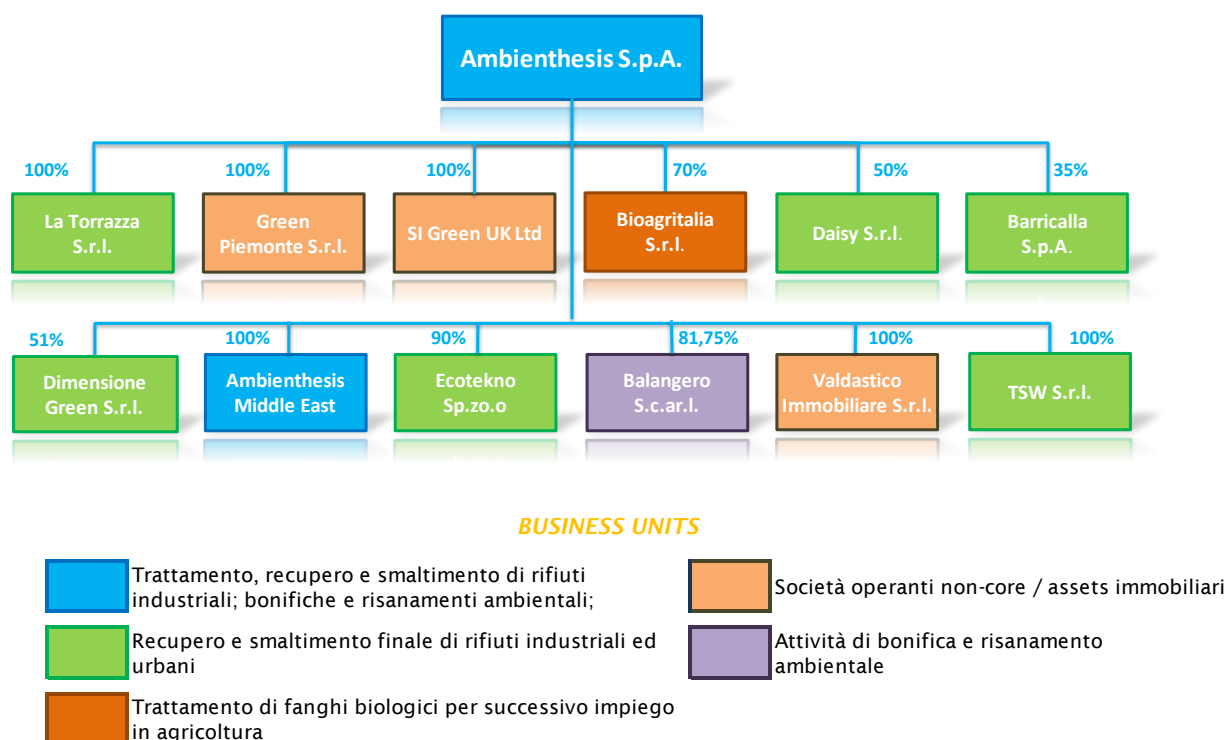 Ambienthesis S.p.A.
100%
100%
100%
70%
50%
35%
La Torrazza
S.r.l.
Green
Piemonte S.r.l.
SI Green UK Ltd
Bioagritalia
S.r.l.
Daisy S.r.l.
Barricalla
S.p.A.
51%
100%
90%
81,75%
100%
100%
Dimensione
Green S.r.l.
Ambienthesis
Middle East
Ecotekno
Sp.zo.o
Balangero
S.c.ar.l.
Valdastico
Immobiliare S.r.l.
TSW S.r.l.
BUSINESS UNITS
Trattamento, recupero e smaltimento di rifiuti
industriali; bonifiche e risanamenti ambientali;
Società operanti non-core / assets immobiliari
Recupero e smaltimento finale di rifiuti industriali ed
urbani
Attività di bonifica e risanamento
ambientale
Trattamento di fanghi biologici per successivo impiego
in agricoltura